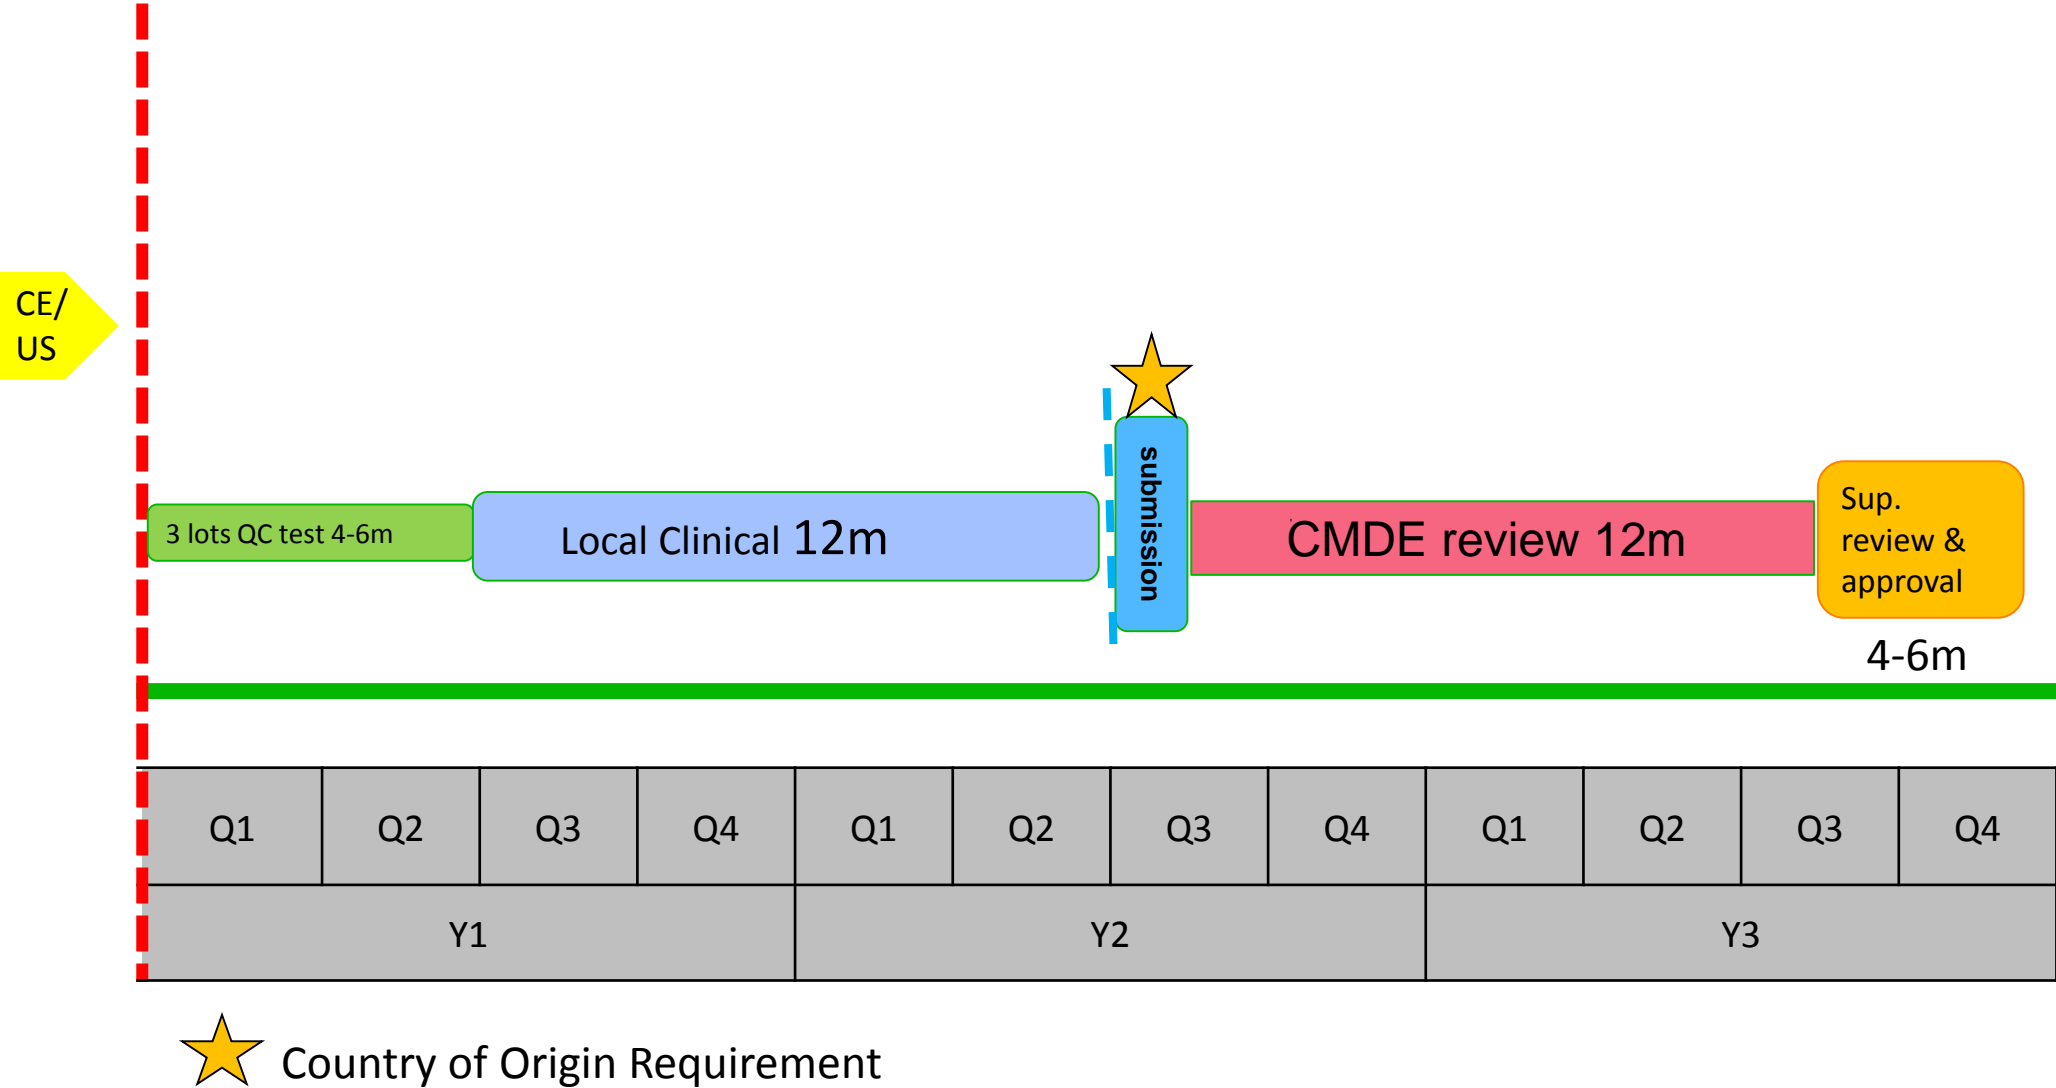 CE/
US
submission
3 lots QC test 4-6m
Local Clinical 12m
CMDE review 12m
Sup.
review &
approval
4-6m
Q1 Q2 Q3 Q4 Q1 Q2 Q3 Q4 Q1 Q2 Q3 Q4
Y1 Y2 Y3
Country of Origin Requirement